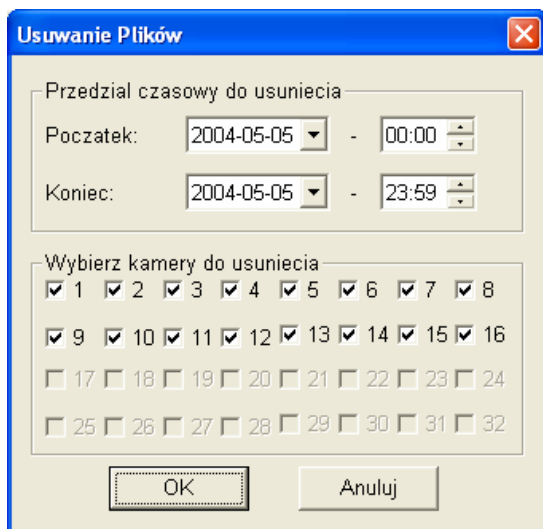 Usuwanie Plików
Przedzial czasowy do usuniecia
Poczatek: 2004-05-05 - 00:00
Koniec: 2004-05-05 - 23:59
Wybierz kamery do usuniecia
1 2 3 4 5 6 7 8
9 10 11 12 13 14 15 16
17 18 19 20 21 22 23 24
25 26 27 28 29 30 31 32
OK Anuluj